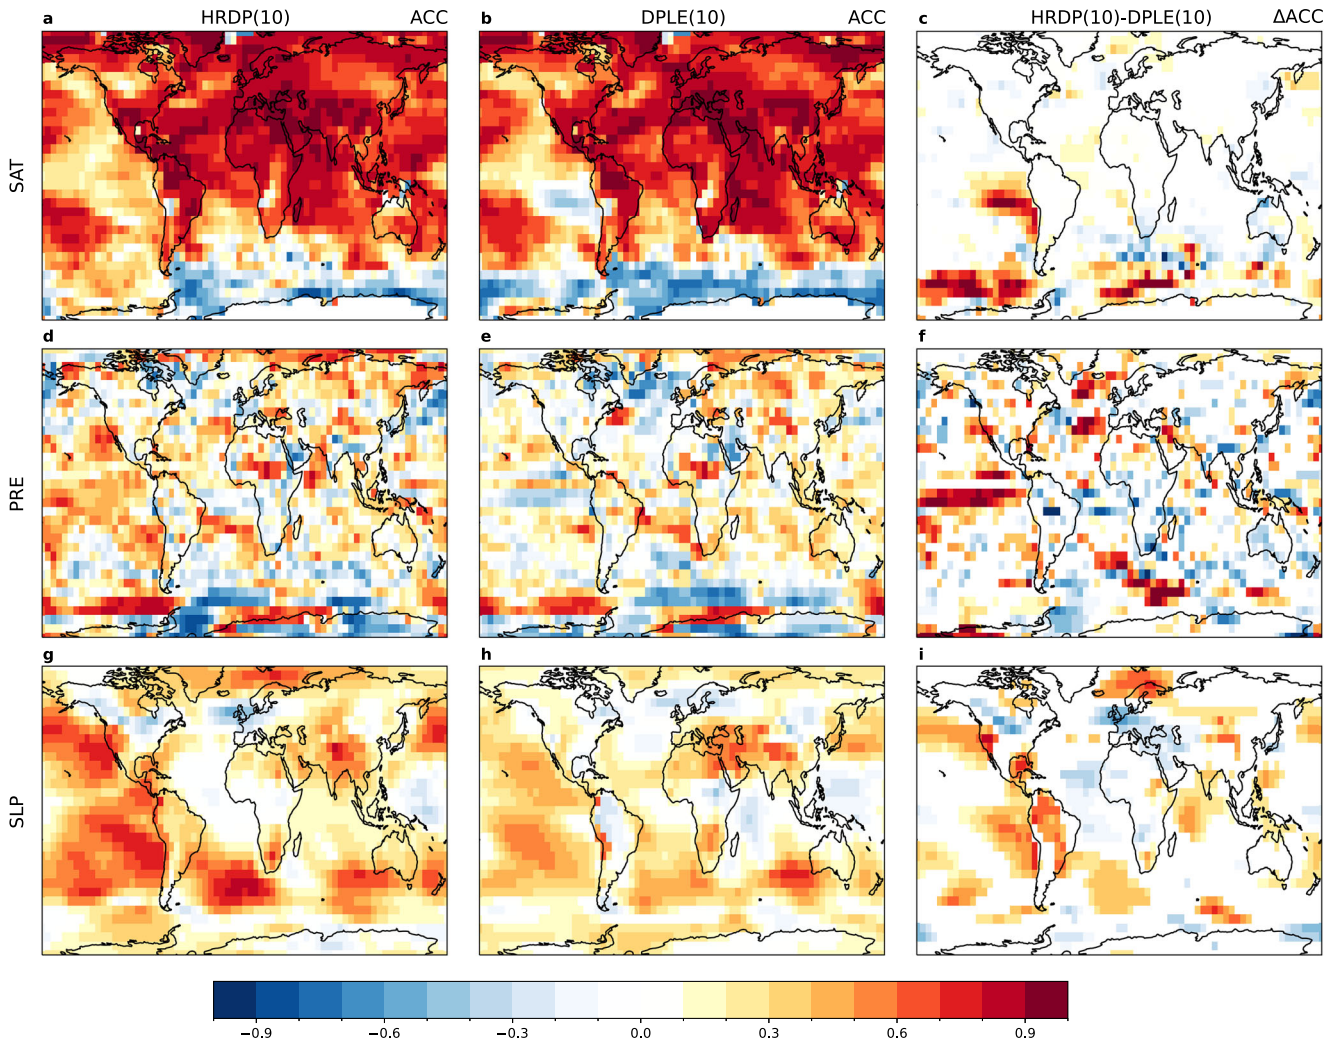 a HRDP(10) ACC
b DPLE(10) ACC
c HRDP(10)-DPLE(10) ΔACC
SAT
d
e
f
PRE
g
h
i
SLP
−0.9 −0.6 −0.3 0.0 0.3 0.6 0.9